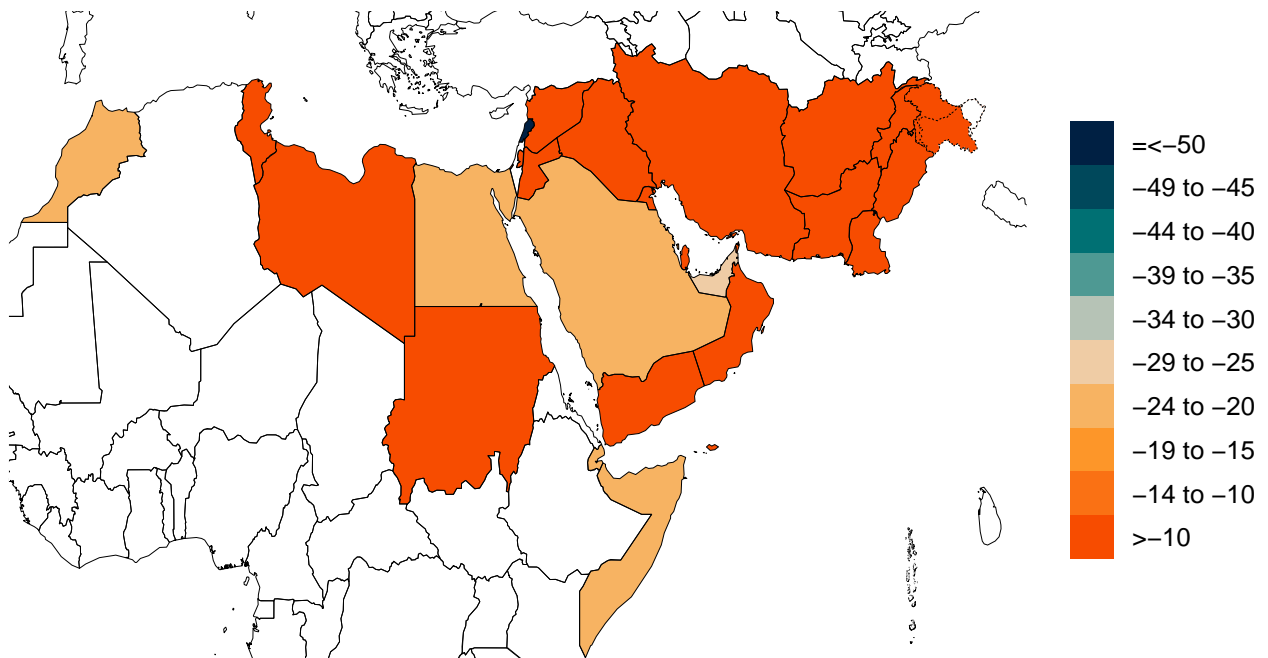 =<−50
−49 to −45
−44 to −40
−39 to −35
−34 to −30
−29 to −25
−24 to −20
−19 to −15
−14 to −10
>−10